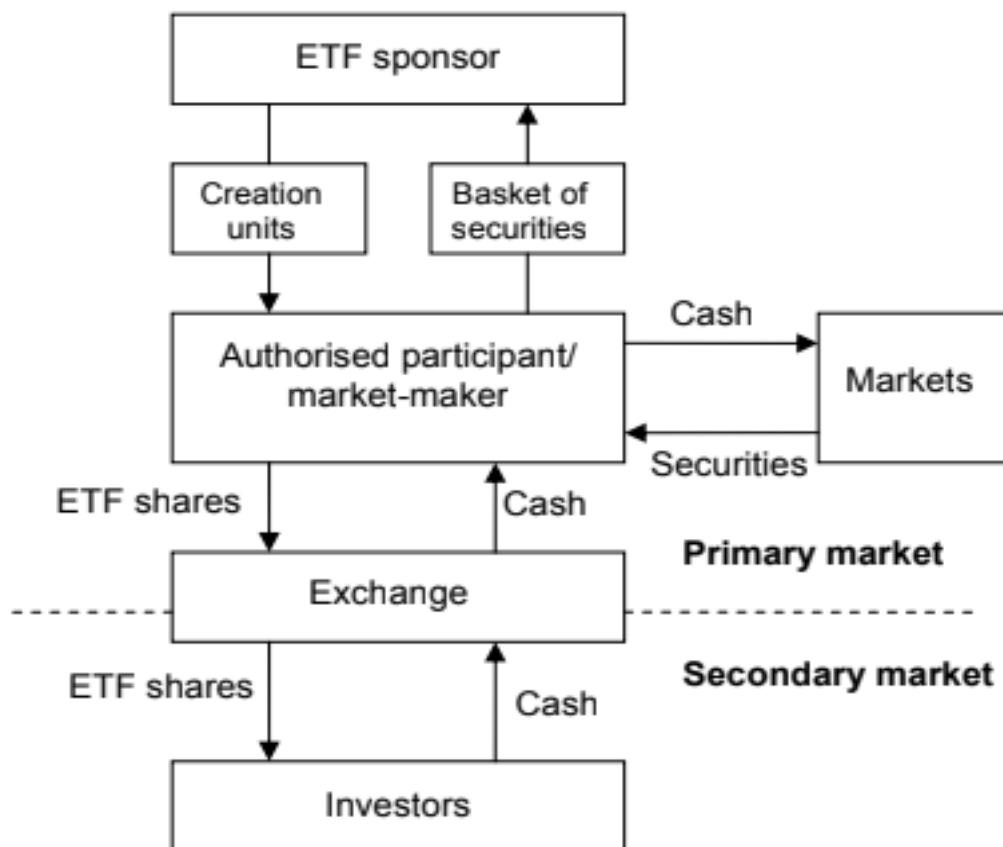 ETF sponsor
Creation
units
Basket of
securities
Cash
Authorised participant/
market-maker
Markets
Securities
ETF shares
Cash
Primary market
Exchange
Secondary market
ETF shares
Cash
Investors